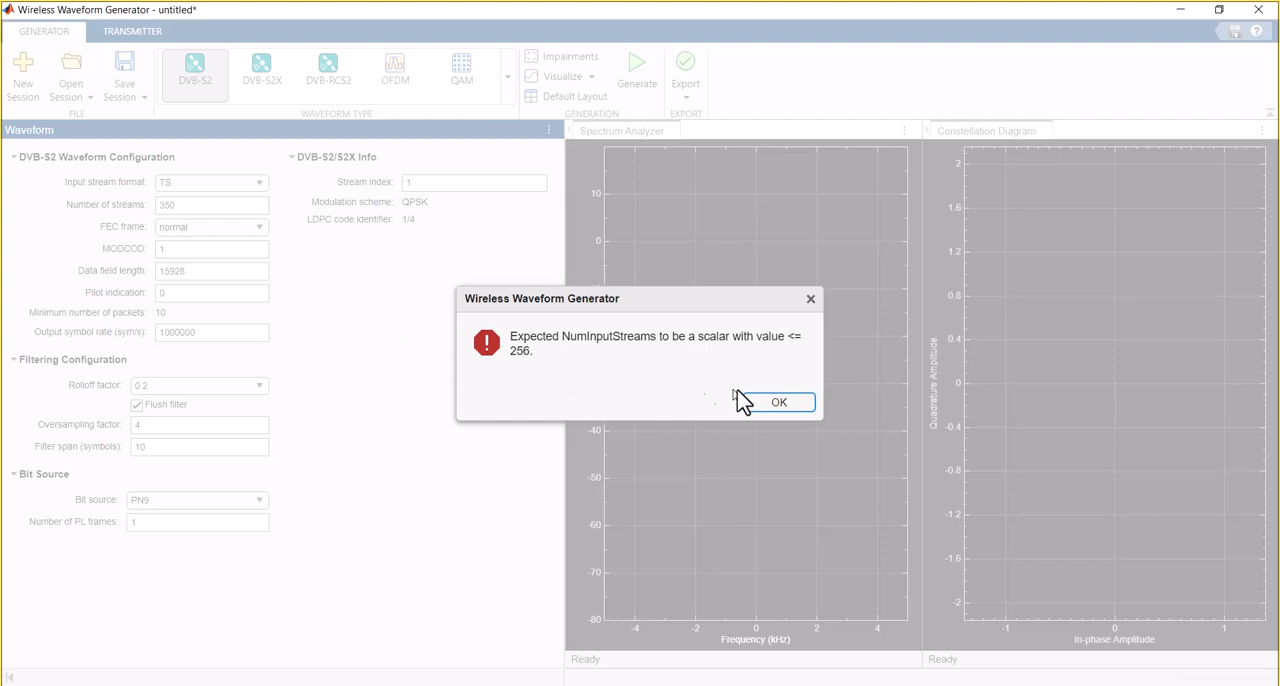 Wireless Waveform Generator - untitled*
GENERATOR
TRANSMITTER
New Session
Open Session
Save Session
FILE
DVB-S2
DVB-S2X
DVB-RCS2
OFDM
QAM
WAVEFORM TYPE
Impairments
Visualize
Default Layout
Generate
GENERATION
Export
EXPORT
Waveform
DVB-S2 Waveform Configuration
Input stream format: TS
Number of streams: 350
FEC frame: normal
MODCOD: 1
Data field length: 15928
Pilot indication: 0
Minimum number of packets: 10
Output symbol rate (sym/s): 1000000
Filtering Configuration
Rolloff factor: 0.2
Flush filter
Oversampling factor: 4
Filter span (symbols): 10
Bit Source
Bit source: PN9
Number of PL frames: 1
DVB-S2/S2X Info
Stream index: 1
Modulation scheme: QPSK
LDPC code identifier: 1/4
Wireless Waveform Generator
Expected NumInputStreams to be a scalar with value <=
256.
OK
Spectrum Analyzer
10
0
-40
-50
-60
-70
-80
-4 -2 0 2 4
Frequency (kHz)
Ready
Constellation Diagram
Quadrature Amplitude
2
1.6
1.2
0.8
0.4
0
-0.4
-0.8
-1.2
-1.6
-2
-1 0 1
In-phase Amplitude
Ready